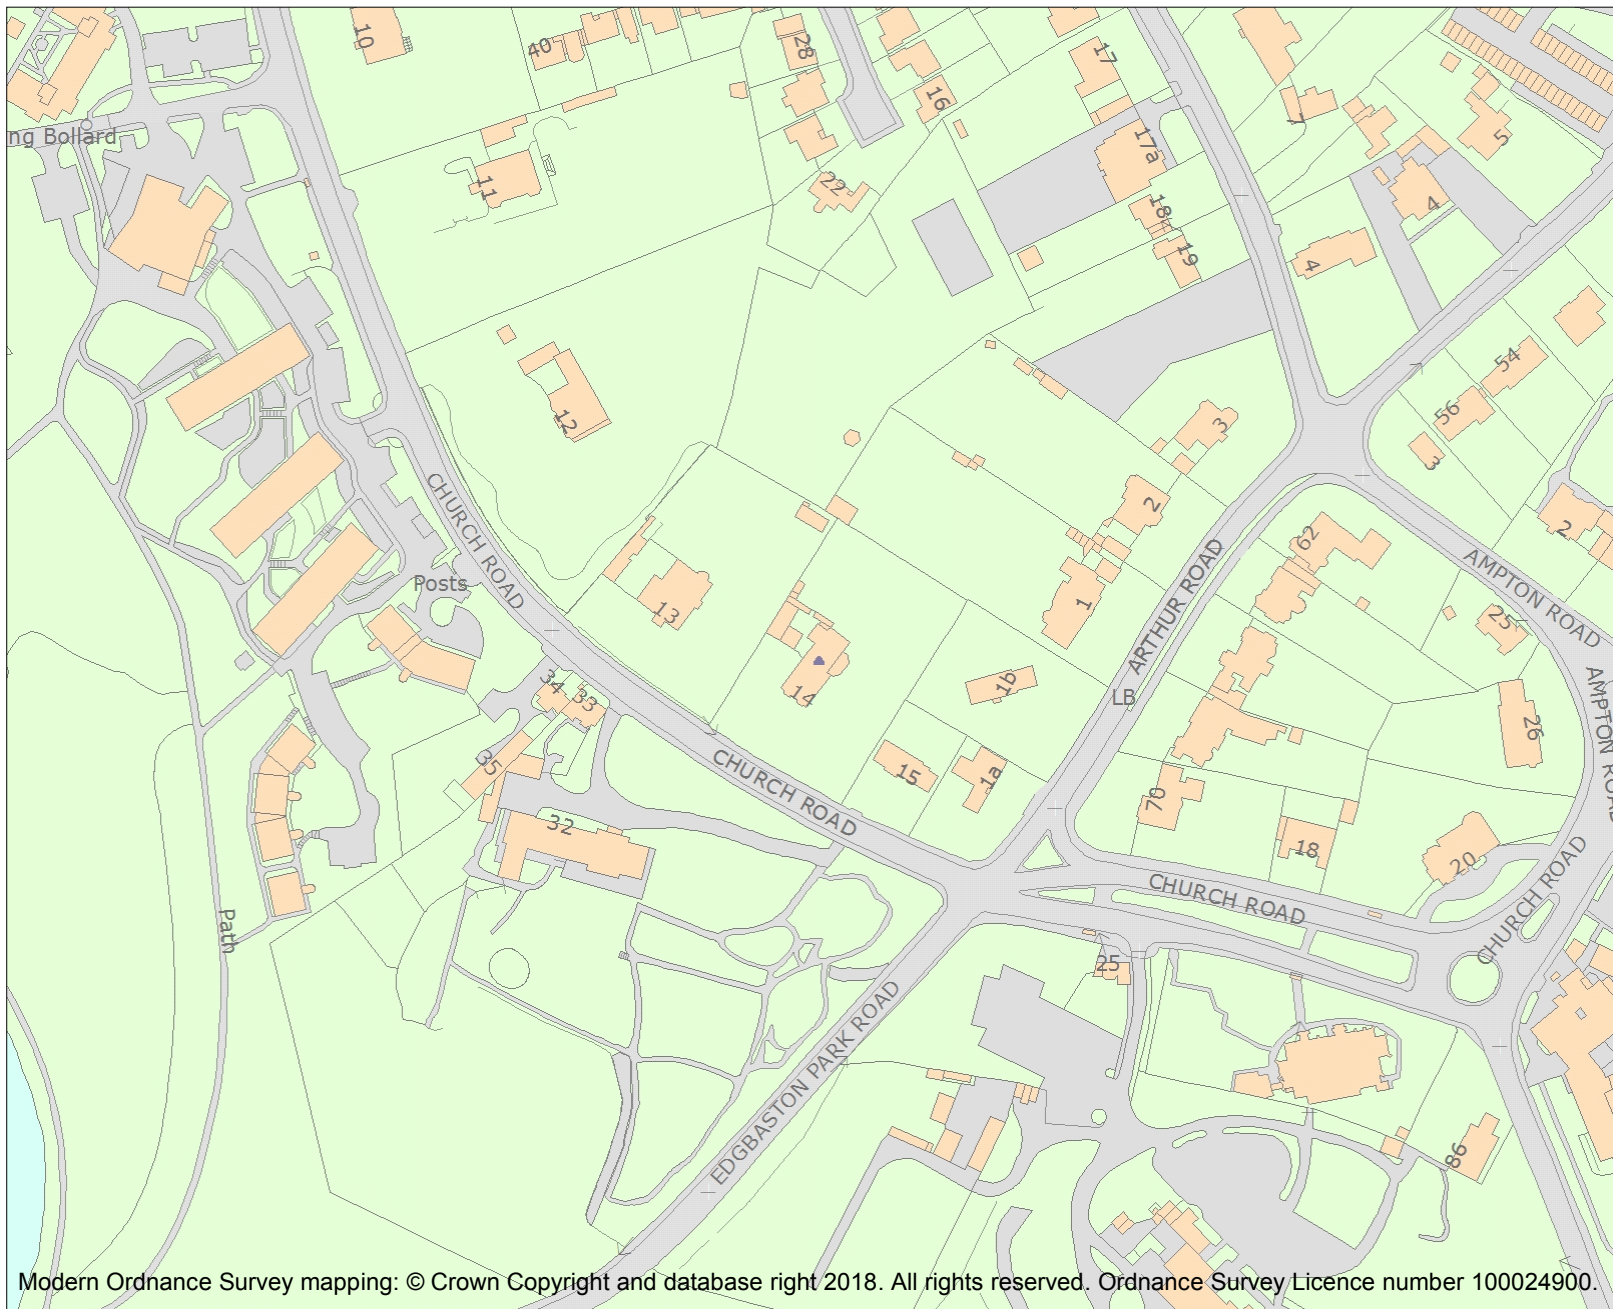 10
40
28
17
16
7
5
ng Bollard
17a
11
22
4
18
19
4
54
12
56
3
3
CHURCH ROAD
2
2
62
AMPTON ROAD
Posts
ARTHUR ROAD
13
1
25
34
33
14
1b
LB
AMPTON ROAD
26
35
CHURCH ROAD
15
1a
70
32
18
20
CHURCH ROAD
CHURCH ROAD
Path
25
EDGBASTON PARK ROAD
86
Modern Ordnance Survey mapping: © Crown Copyright and database right 2018. All rights reserved. Ordnance Survey Licence number 100024900.